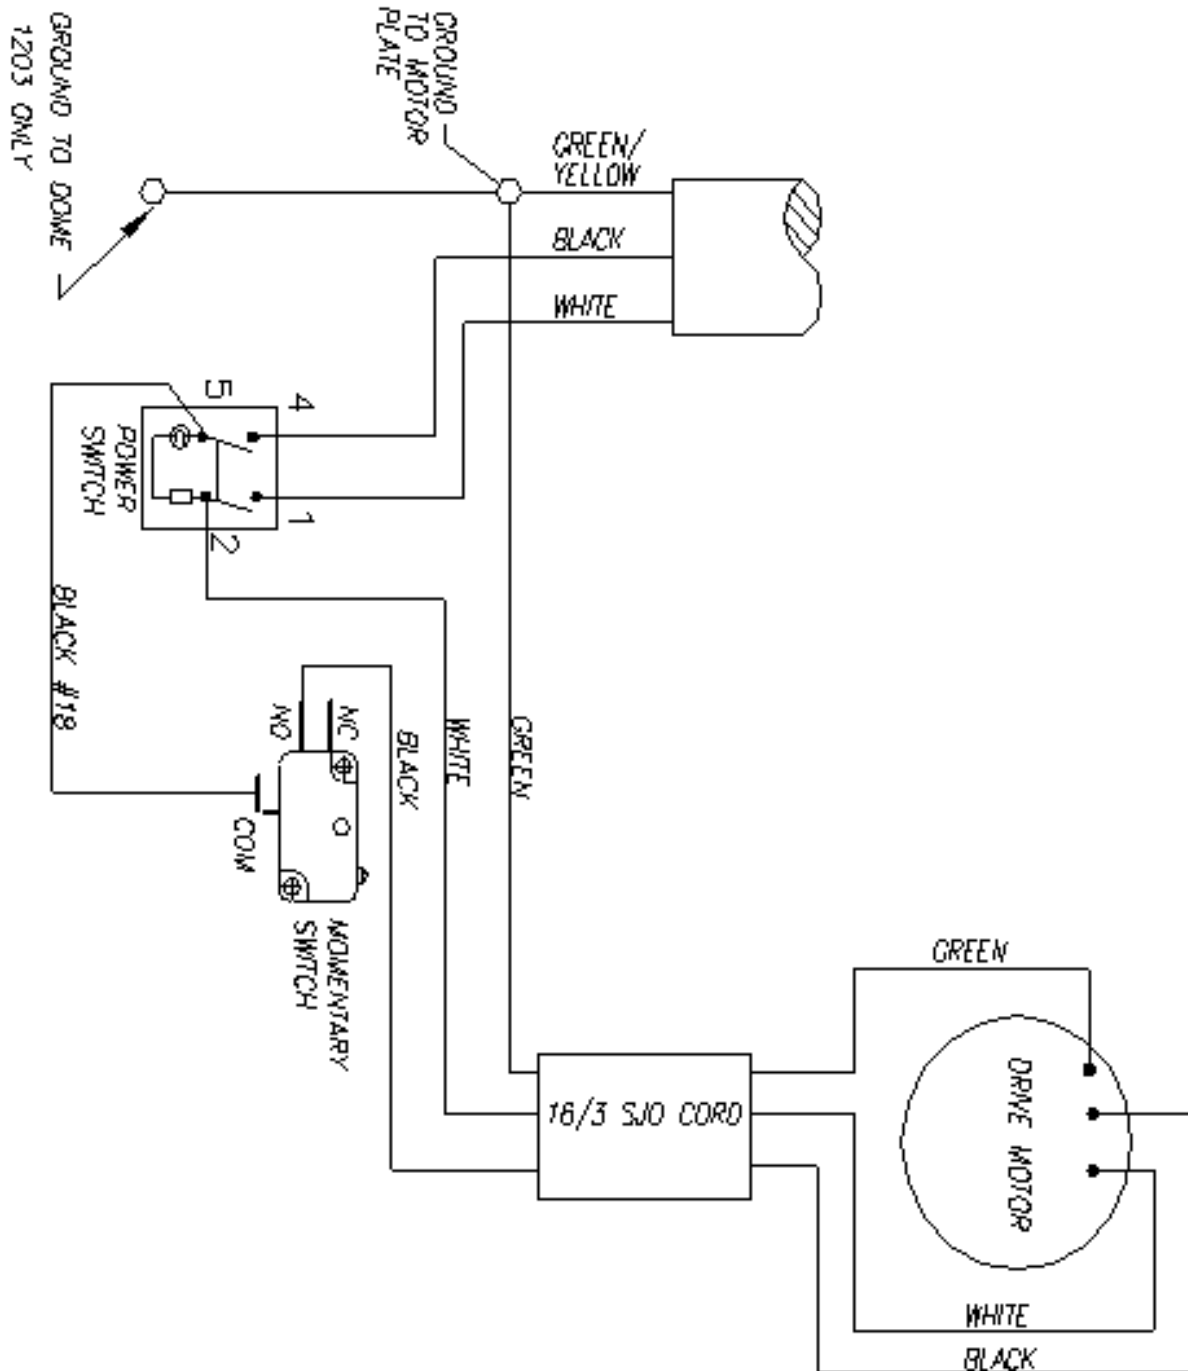 GROUND TO DOME
1203 ONLY
GROUND
TO MOTOR
PLATE
GREEN/
YELLOW
BLACK
WHITE
5
4
POWER
SWITCH
1
2
BLACK #18
NO
NC
BLACK
WHITE
GREEN
COM
MOMENTARY
SWITCH
GREEN
16/3 SJO CORD
DRIVE MOTOR
WHITE
BLACK